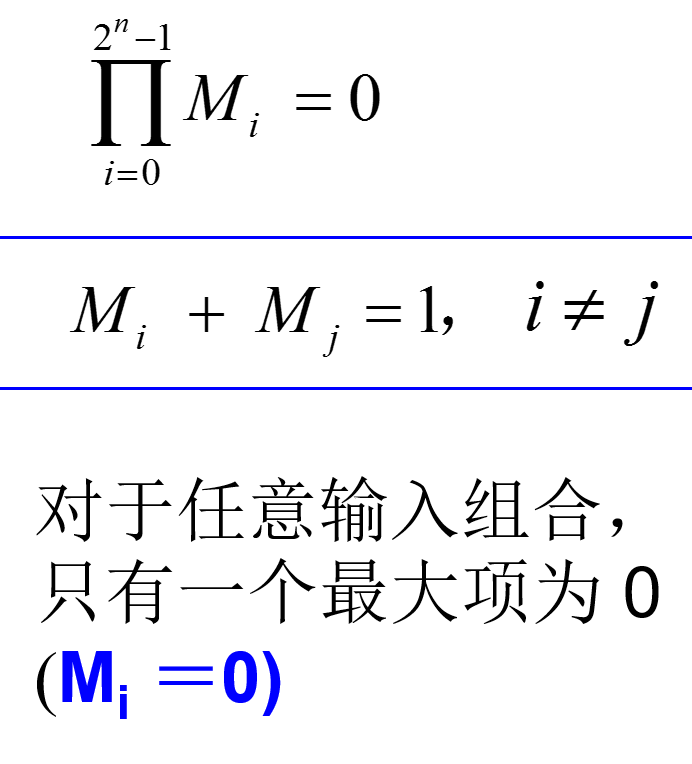 ∏_{i=0}^{2^n−1} M_i = 0
M_i + M_j = 1， i ≠ j
对于任意输入组合，
只有一个最大项为 0
(M_i ＝0)